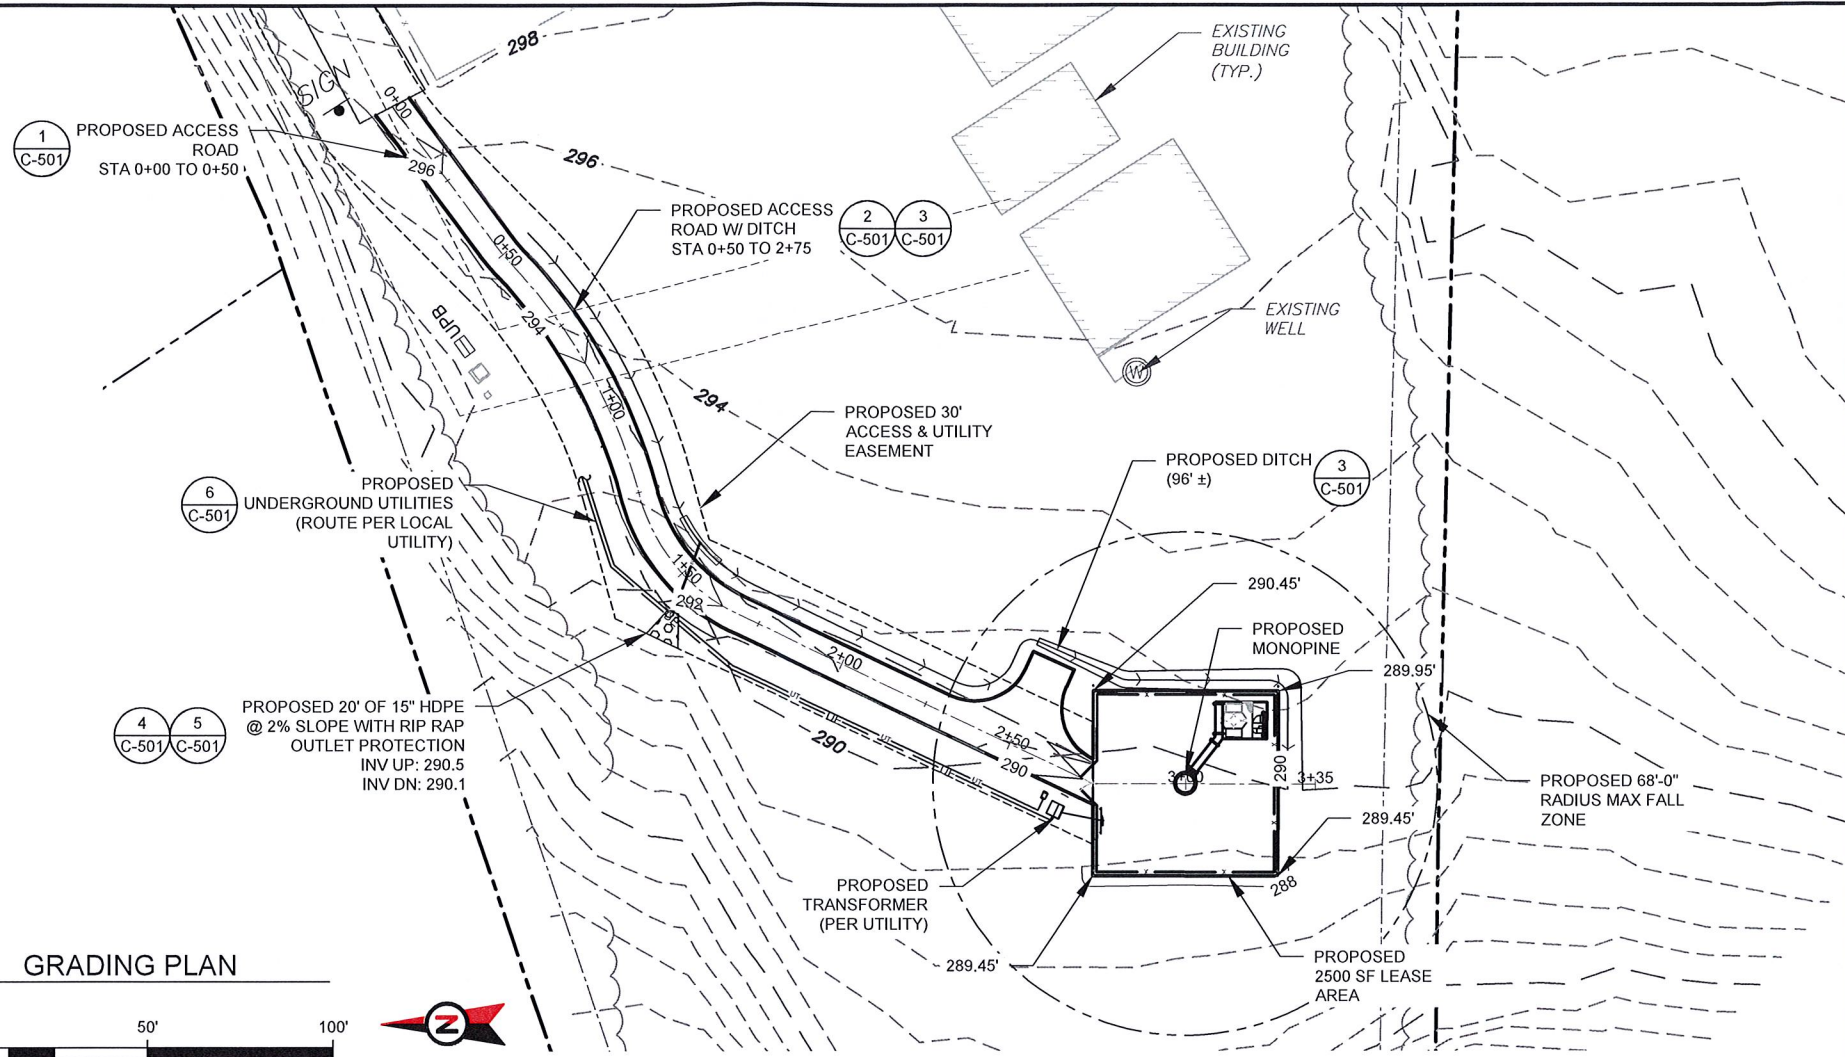 298
EXISTING
BUILDING
(TYP.)
SIGN
0+00
1
C-501
PROPOSED ACCESS
ROAD
STA 0+00 TO 0+50
296
296
PROPOSED ACCESS
ROAD W/ DITCH
STA 0+50 TO 2+75
2
C-501
3
C-501
0+50
EXISTING
WELL
W
UPB
294
294
1+00
PROPOSED 30'
ACCESS & UTILITY
EASEMENT
PROPOSED DITCH
(96' ±)
3
C-501
6
C-501
PROPOSED
UNDERGROUND UTILITIES
(ROUTE PER LOCAL
UTILITY)
1+50
292
290.45'
PROPOSED
MONOPINE
289.95'
2+00
4
C-501
5
C-501
PROPOSED 20' OF 15" HDPE
@ 2% SLOPE WITH RIP RAP
OUTLET PROTECTION
INV UP: 290.5
INV DN: 290.1
UT
UT
UT
UT
UT
290
2+50
290
290
3+00
3+35
PROPOSED 68'-0"
RADIUS MAX FALL
ZONE
289.45'
288
PROPOSED
TRANSFORMER
(PER UTILITY)
289.45'
PROPOSED
2500 SF LEASE
AREA
GRADING PLAN
50'
100'
N